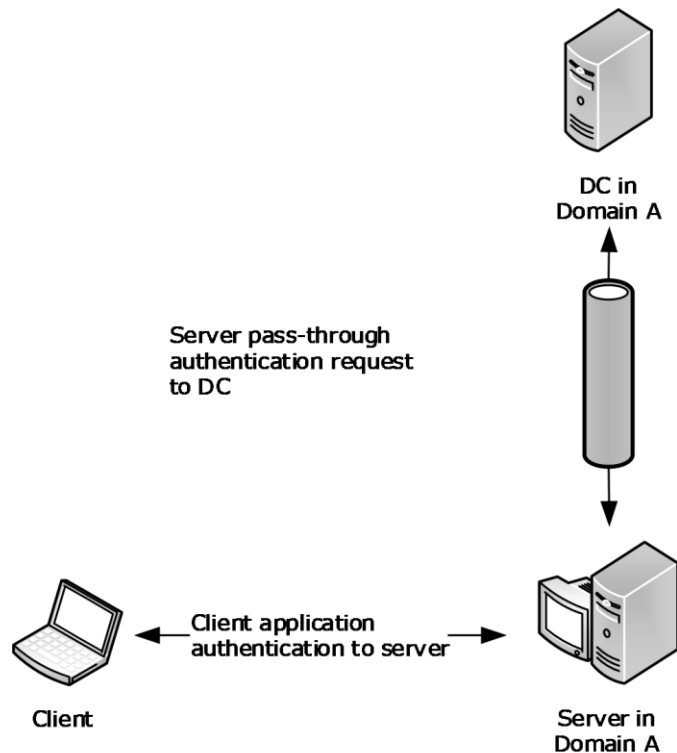 DC in
Domain A
Server pass-through
authentication request
to DC
Client application
authentication to server
Client
Server in
Domain A